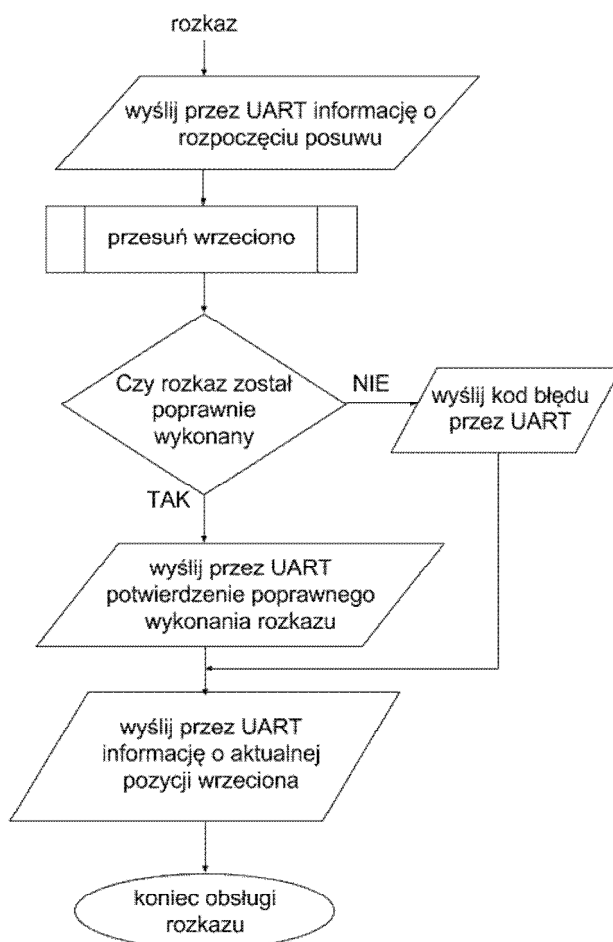 rozkaz
wyślij przez UART informację o
rozpoczęciu posuwu
przesuń wrzeciono
Czy rozkaz został
poprawnie
wykonany
NIE
wyślij kod błędu
przez UART
TAK
wyślij przez UART
potwierdzenie poprawnego
wykonania rozkazu
wyślij przez UART
informację o aktualnej
pozycji wrzeciona
koniec obsługi
rozkazu